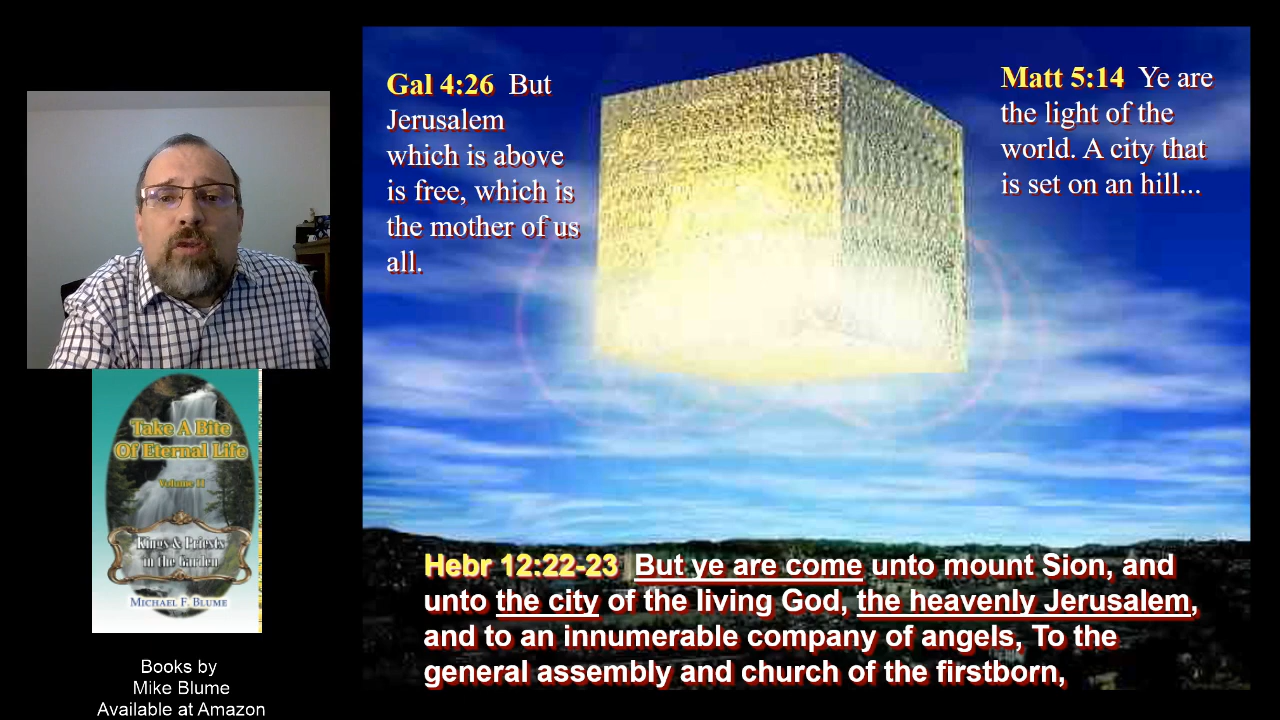 Gal 4:26 But
Jerusalem
which is above
is free, which is
the mother of us
all.
Matt 5:14 Ye are
the light of the
world. A city that
is set on an hill...
Hebr 12:22-23 But ye are come unto mount Sion, and
unto the city of the living God, the heavenly Jerusalem,
and to an innumerable company of angels, To the
general assembly and church of the firstborn,
Take A Bite
Of Eternal Life
Volume II
Kings & Priests
in the Garden
MICHAEL F. BLUME
Books by
Mike Blume
Available at Amazon